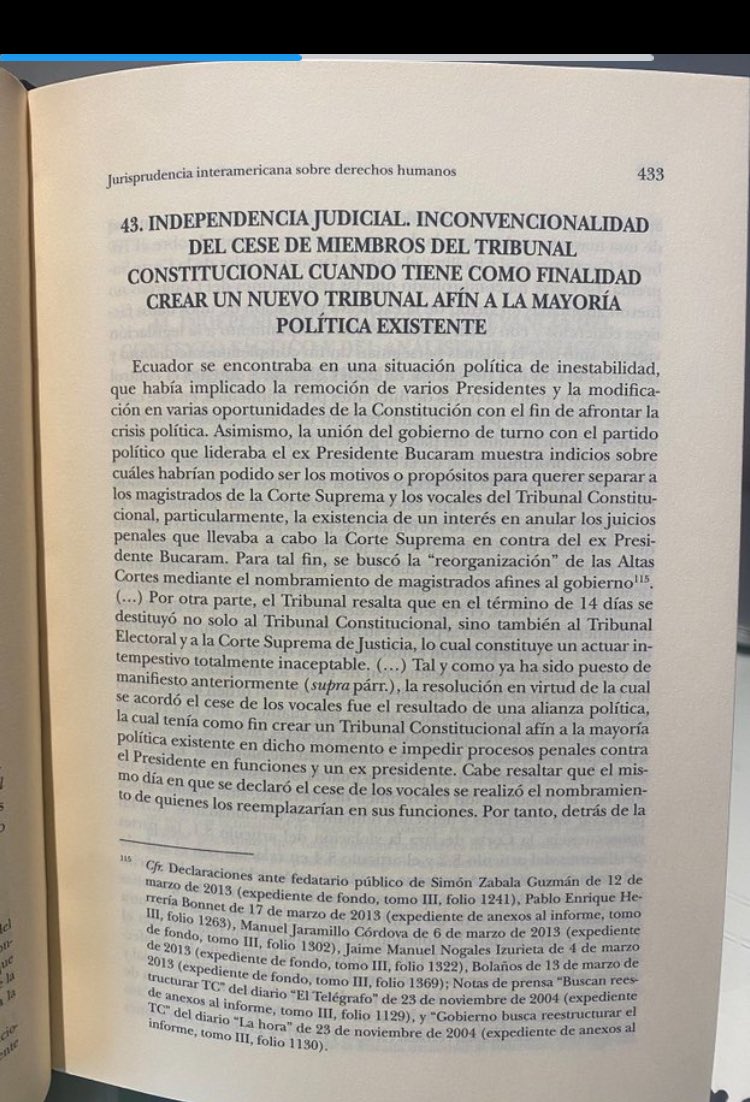 Jurisprudencia interamericana sobre derechos humanos 433
43. INDEPENDENCIA JUDICIAL. INCONVENCIONALIDAD
DEL CESE DE MIEMBROS DEL TRIBUNAL
CONSTITUCIONAL CUANDO TIENE COMO FINALIDAD
CREAR UN NUEVO TRIBUNAL AFÍN A LA MAYORÍA
POLÍTICA EXISTENTE
Ecuador se encontraba en una situación política de inestabilidad,
que había implicado la remoción de varios Presidentes y la modifica-
ción en varias oportunidades de la Constitución con el fin de afrontar la
crisis política. Asimismo, la unión del gobierno de turno con el partido
político que lideraba el ex Presidente Bucaram muestra indicios sobre
cuáles habrían podido ser los motivos o propósitos para querer separar a
los magistrados de la Corte Suprema y los vocales del Tribunal Constitu-
cional, particularmente, la existencia de un interés en anular los juicios
penales que llevaba a cabo la Corte Suprema en contra del ex Presi-
dente Bucaram. Para tal fin, se buscó la “reorganización” de las Altas
Cortes mediante el nombramiento de magistrados afines al gobierno¹¹⁵.
(…) Por otra parte, el Tribunal resalta que en el término de 14 días se
destituyó no solo al Tribunal Constitucional, sino también al Tribunal
Electoral y a la Corte Suprema de Justicia, lo cual constituye un actuar in-
tempestivo totalmente inaceptable. (…) Tal y como ya ha sido puesto de
manifiesto anteriormente (supra párr.), la resolución en virtud de la cual
se acordó el cese de los vocales fue el resultado de una alianza política,
la cual tenía como fin crear un Tribunal Constitucional afín a la mayoría
política existente en dicho momento e impedir procesos penales contra
el Presidente en funciones y un ex presidente. Cabe resaltar que el mis-
mo día en que se declaró el cese de los vocales se realizó el nombramien-
to de quienes los reemplazarían en sus funciones. Por tanto, detrás de la
¹¹⁵ Cfr. Declaraciones ante fedatario público de Simón Zabala Guzmán de 12 de
marzo de 2013 (expediente de fondo, tomo III, folio 1241), Pablo Enrique He-
rrería Bonnet de 17 de marzo de 2013 (expediente de anexos al informe, tomo
III, folio 1263), Manuel Jaramillo Córdova de 6 de marzo de 2013 (expediente
de fondo, tomo III, folio 1302), Jaime Manuel Nogales Izurieta de 4 de marzo
de 2013 (expediente de fondo, tomo III, folio 1322), Bolaños de 13 de marzo de
2013 (expediente de fondo, tomo III, folio 1369); Notas de prensa “Buscan rees-
tructurar TC” del diario “El Telégrafo” de 23 de noviembre de 2004 (expediente
de anexos al informe, tomo III, folio 1129), y “Gobierno busca reestructurar el
TC” del diario “La hora” de 23 de noviembre de 2004 (expediente de anexos al
informe, tomo III, folio 1130).